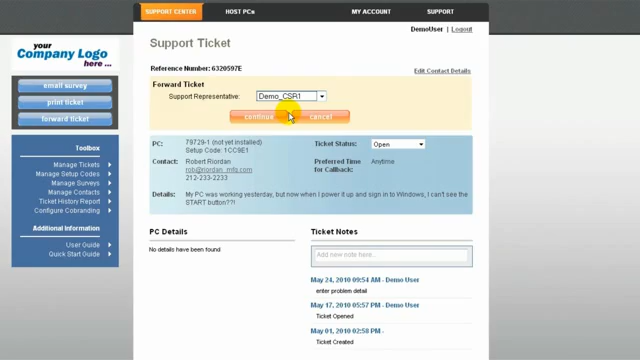 SUPPORT CENTER
HOST PCs
MY ACCOUNT
SUPPORT
DemoUser | Logout
your
Company Logo
here ...
email survey
print ticket
forward ticket
Toolbox
Manage Tickets
Manage Setup Codes
Manage Surveys
Manage Contacts
Ticket History Report
Configure Cobranding
Additional Information
User Guide
Quick Start Guide
Support Ticket
Reference Number: 6320597E
Edit Contact Details
Forward Ticket
Support Representative: Demo_CSR1
continue
cancel
PC: 79729-1 (not yet installed)
Setup Code: 1CC9E1
Ticket Status: Open
Contact: Robert Riordan
rob@riordan_mfs.com
212-233-2233
Preferred Time for Callback: Anytime
Details: My PC was working yesterday, but now when I power it up and sign in to Windows, I can't see the
START button??!
PC Details
No details have been found
Ticket Notes
Add new note here...
May 24, 2010 09:54 AM - Demo User
enter problem detail
May 17, 2010 05:57 PM - Demo User
Ticket Opened
May 01, 2010 02:58 PM -
Ticket Created